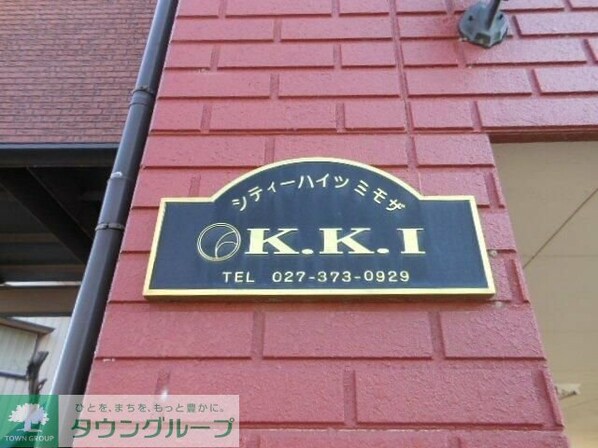 シティーハイツ ミモザ
K.K.I
TEL 027-373-0929
TOWN GROUP
ひとを、まちを、もっと豊かに。
タウングループ